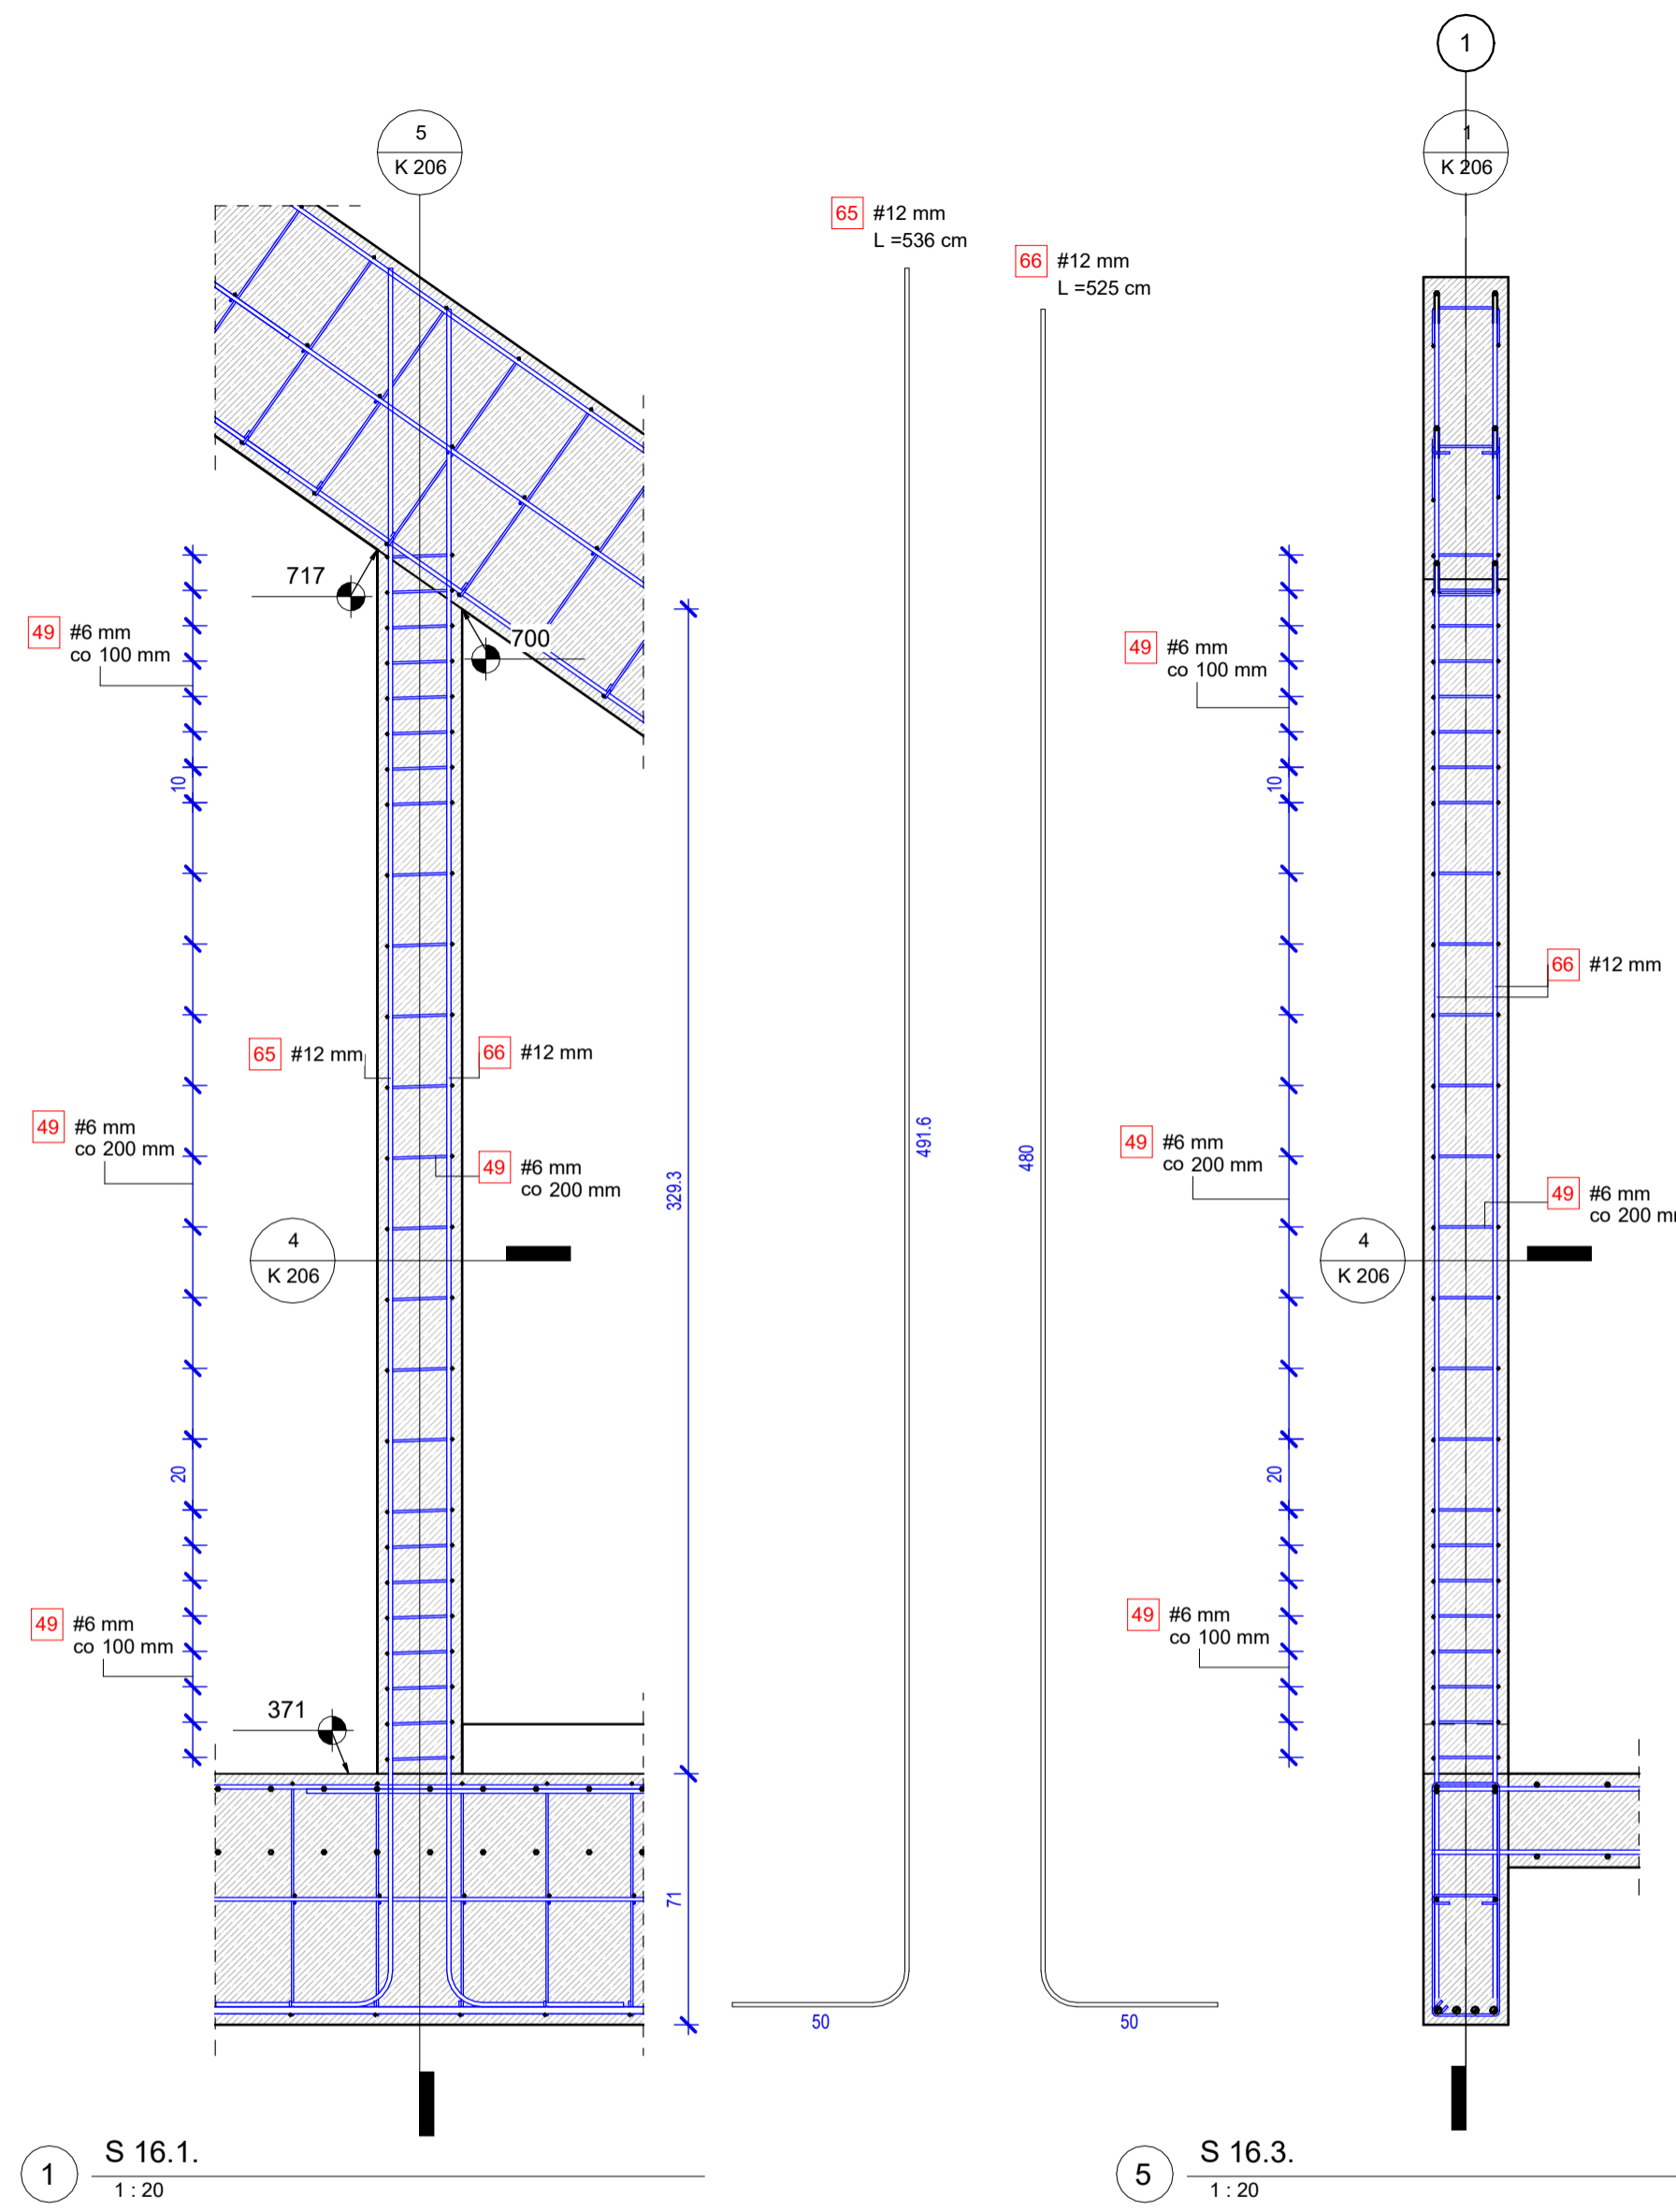 1
5
K 206
1
K 206
65 #12 mm
L =536 cm
66 #12 mm
L =525 cm
717
700
49 #6 mm
co 100 mm
49 #6 mm
co 100 mm
10
10
66 #12 mm
65 #12 mm
66 #12 mm
49 #6 mm
co 200 mm
49 #6 mm
co 200 mm
491.6
480
329.3
49 #6 mm
co 200 mm
49 #6 mm
co 200
4
K 206
4
K 206
20
20
49 #6 mm
co 100 mm
49 #6 mm
co 100 mm
371
71
50
50
1
S 16.1.
1 : 20
5
S 16.3.
1 : 20